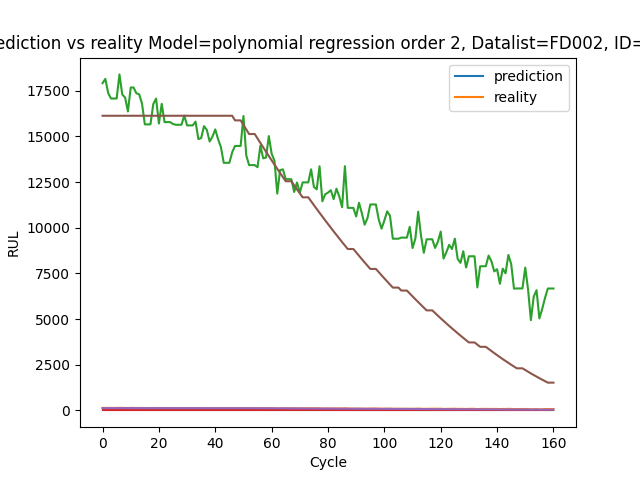 ediction vs reality Model=polynomial regression order 2, Datalist=FD002, ID=
prediction
reality
RUL
17500
15000
12500
10000
7500
5000
2500
0
0 20 40 60 80 100 120 140 160
Cycle